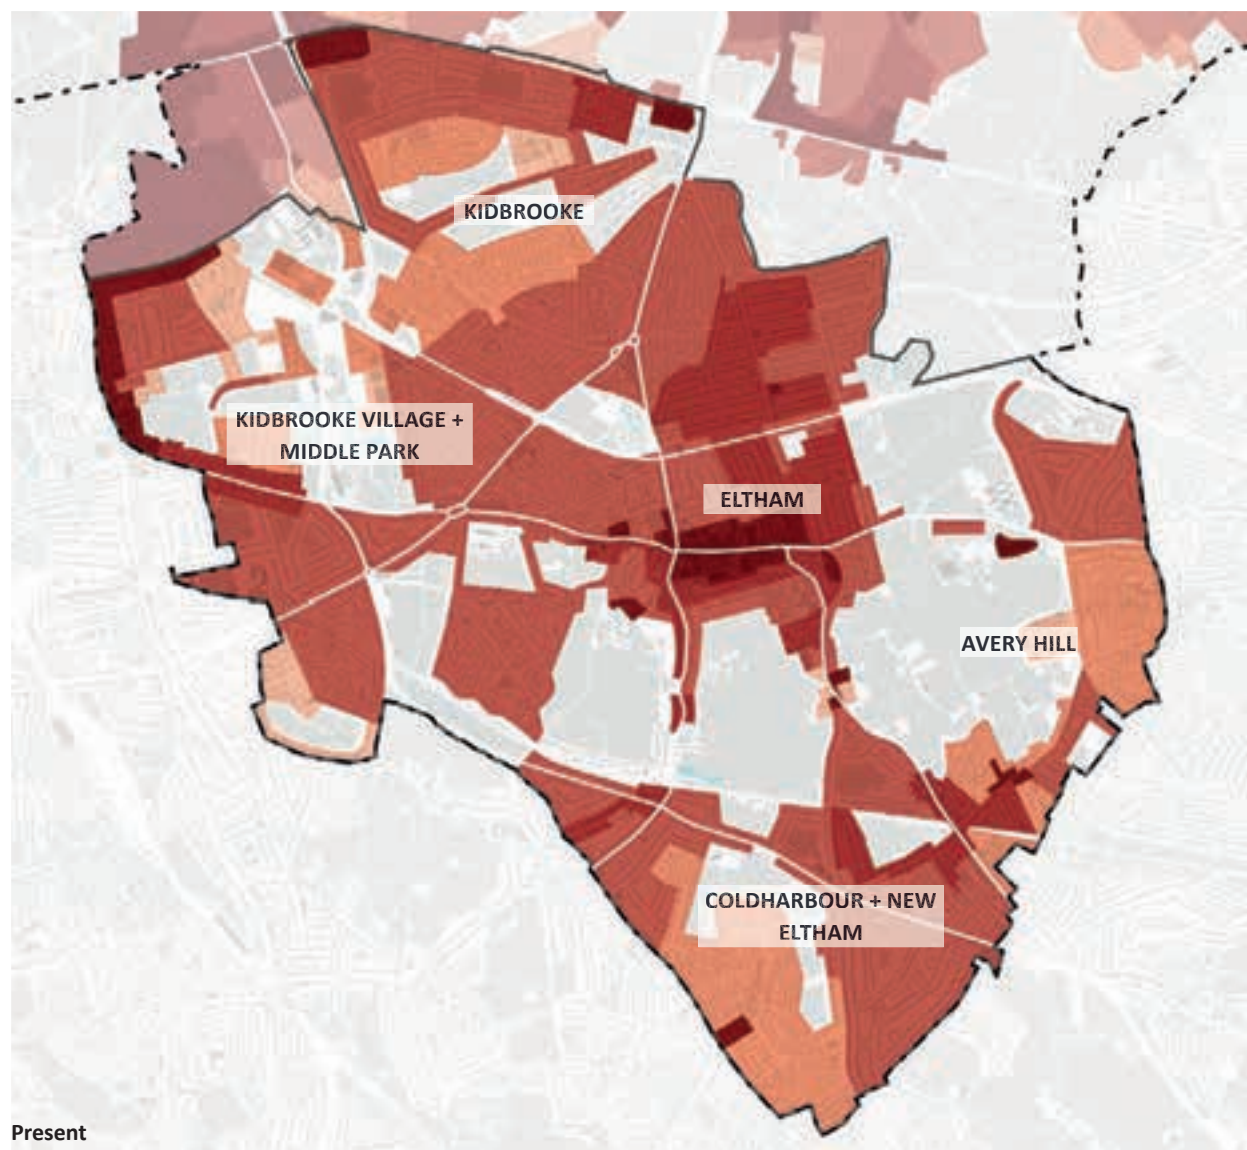 KIDBROOKE
KIDBROOKE VILLAGE +
MIDDLE PARK
ELTHAM
AVERY HILL
COLDHARBOUR + NEW
ELTHAM
Present